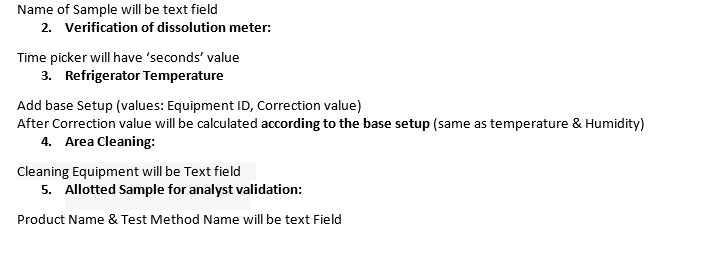 Name of Sample will be text field
2. Verification of dissolution meter:
Time picker will have ‘seconds’ value
3. Refrigerator Temperature
Add base Setup (values: Equipment ID, Correction value)
After Correction value will be calculated according to the base setup (same as temperature & Humidity)
4. Area Cleaning:
Cleaning Equipment will be Text field
5. Allotted Sample for analyst validation:
Product Name & Test Method Name will be text Field